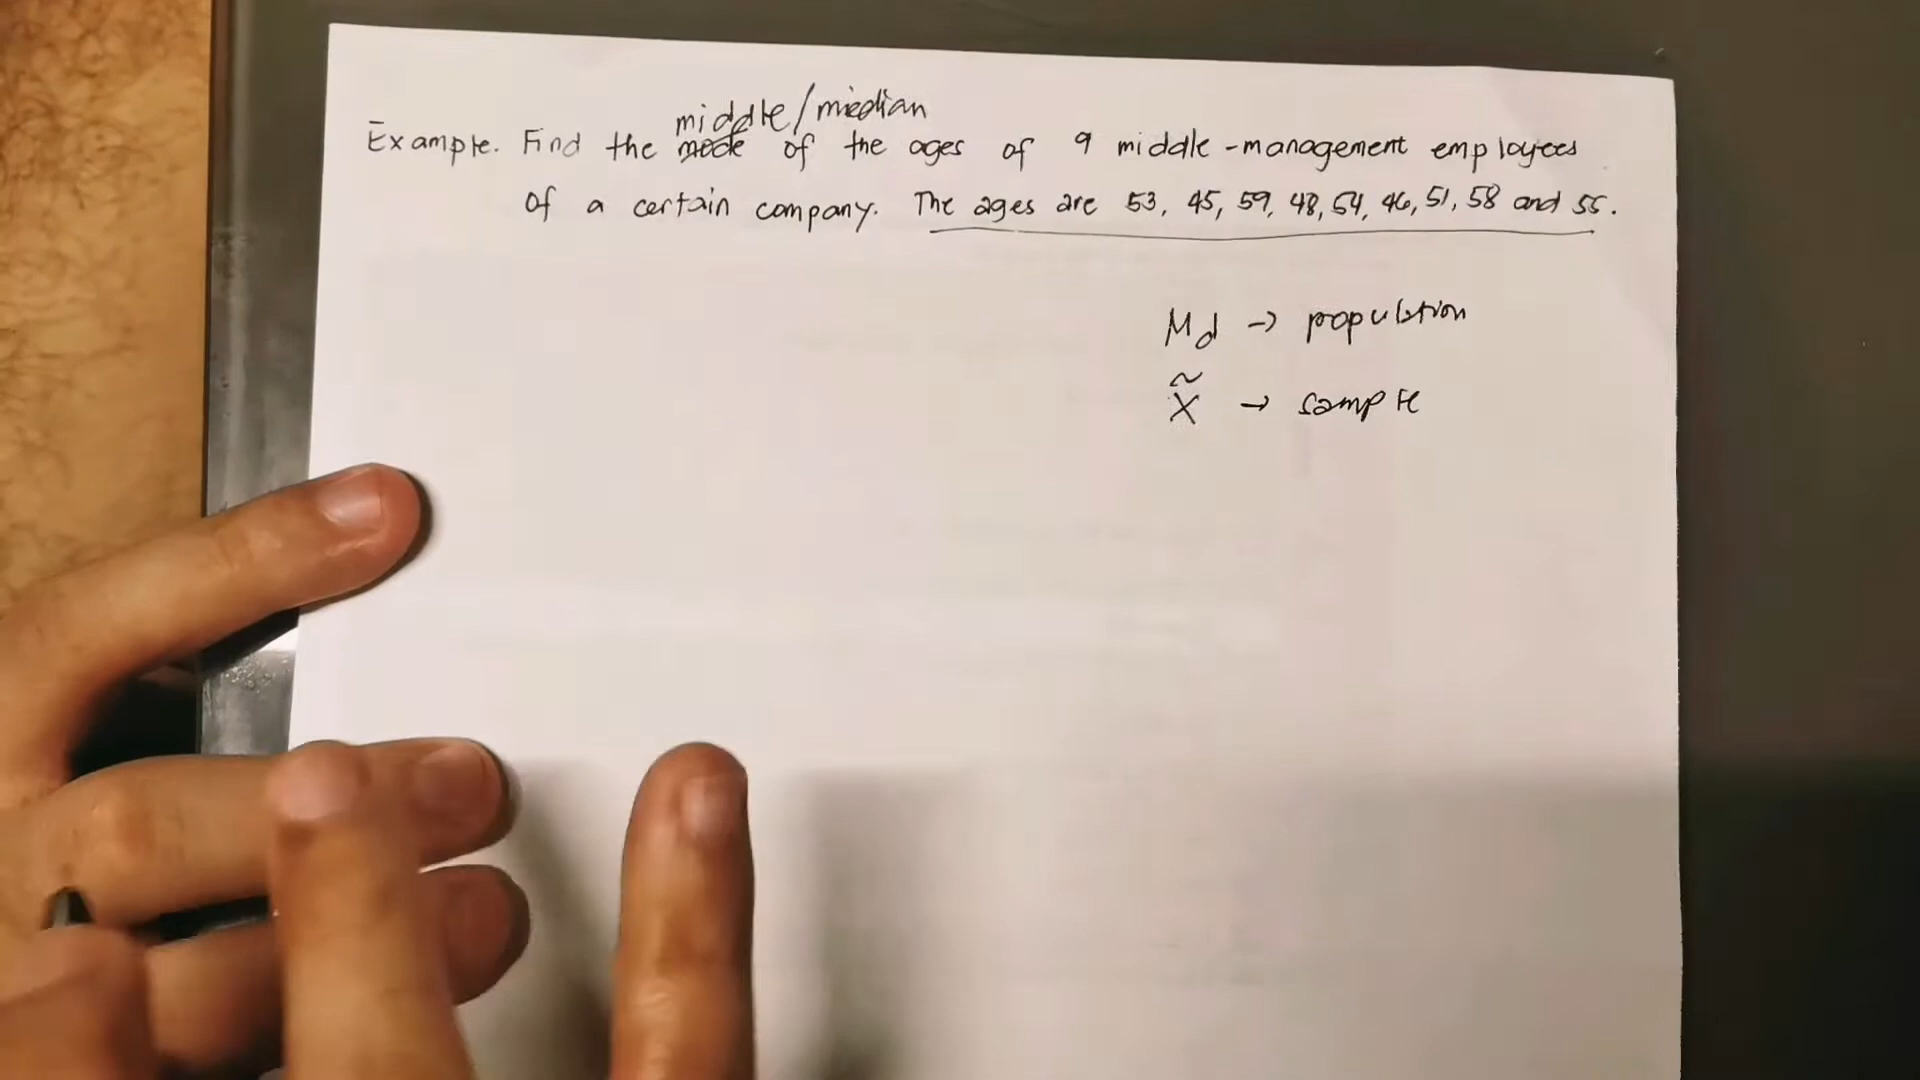 middle/median
Example. Find the mode of the ages of 9 middle-management employees
of a certain company. The ages are 53, 45, 59, 48, 54, 46, 51, 58 and 55.
Md → population
x̃ → sample